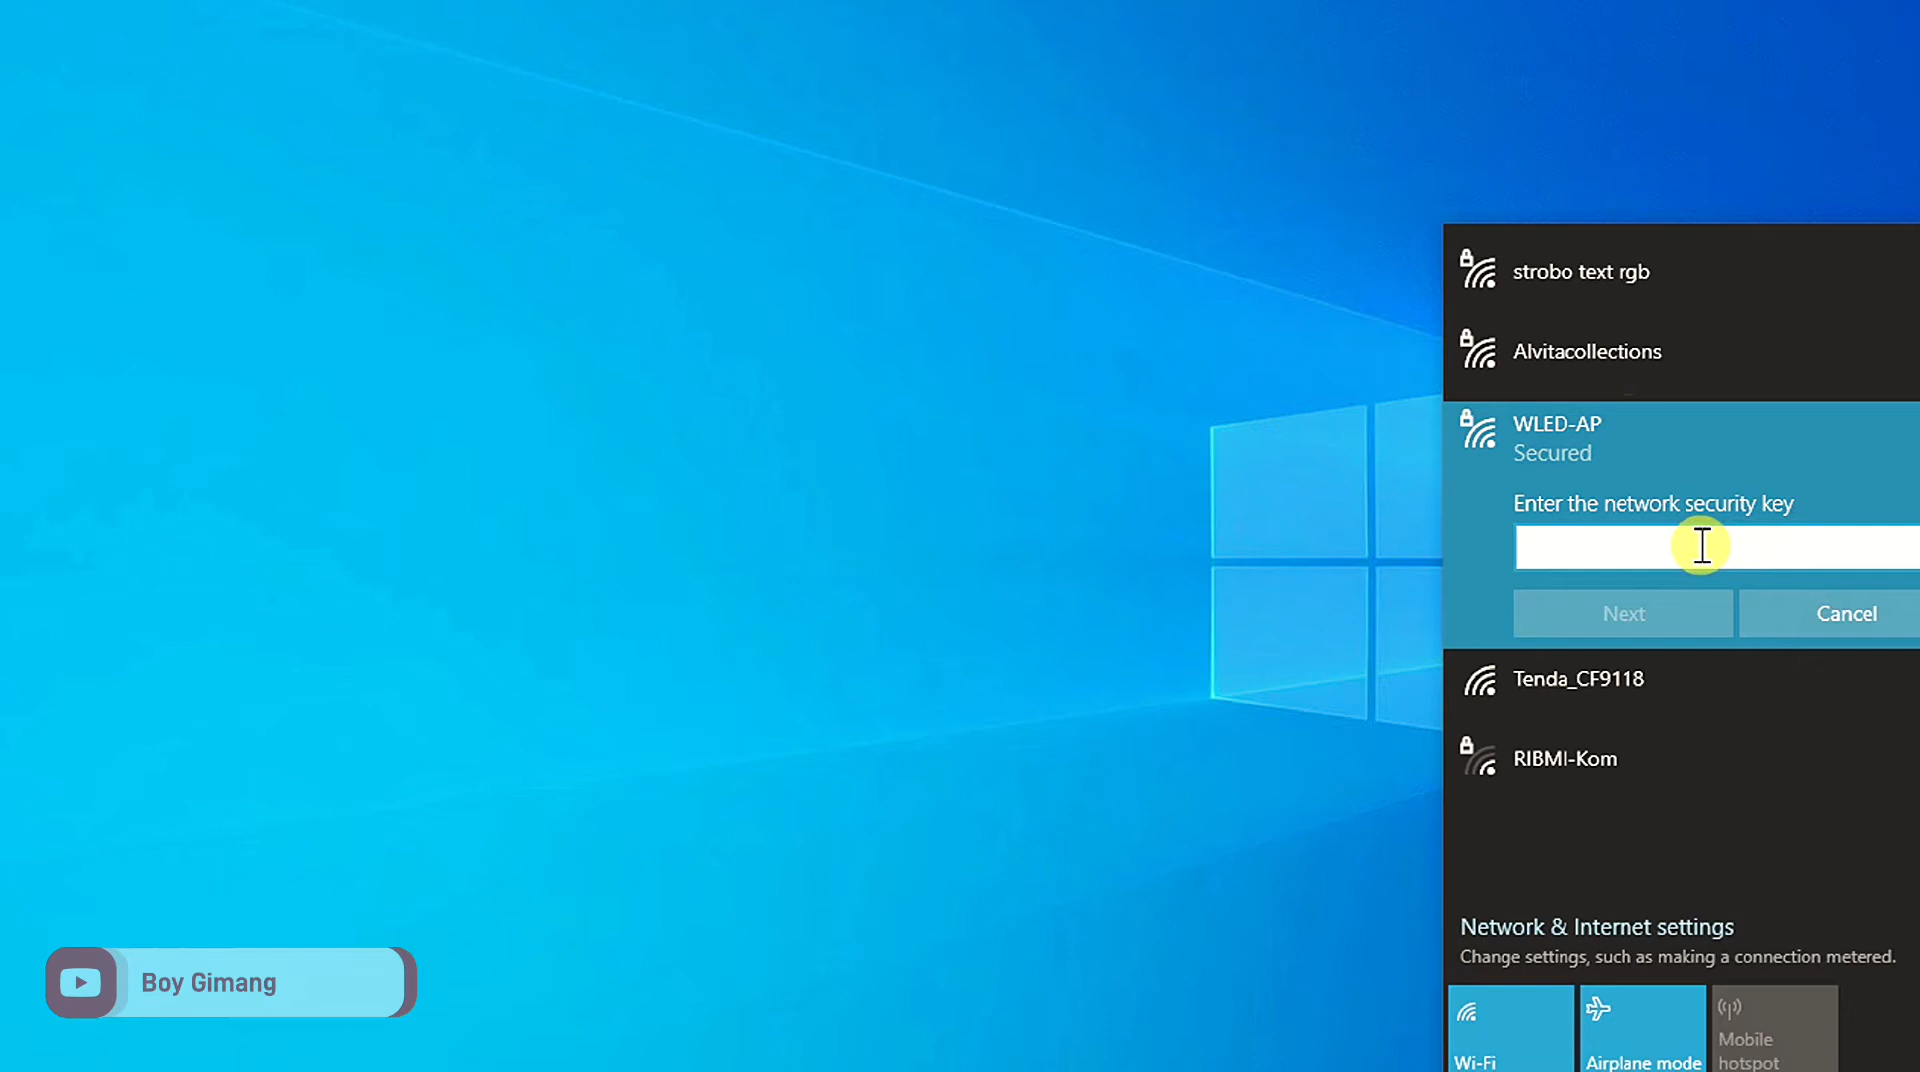 strobo text rgb
Alvitacollections
WLED-AP
Secured
Enter the network security key
Next
Cancel
Tenda_CF9118
RIBMI-Kom
Network & Internet settings
Change settings, such as making a connection metered.
Wi-Fi
Airplane mode
Mobile
hotspot
Boy Gimang